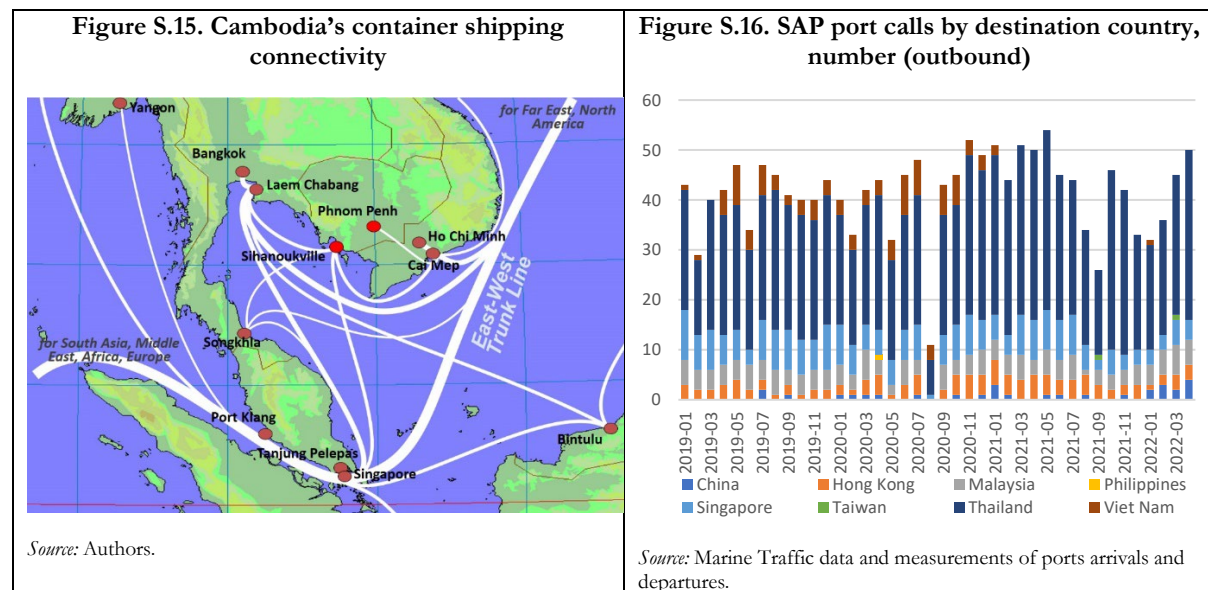 Figure S.15. Cambodia’s container shipping
connectivity
Yangon
for Far East, North
America
Bangkok
Laem Chabang
Phnom Penh
Ho Chi Minh
Sihanoukville
Cai Mep
East-West
Trunk Line
Songkhla
for South Asia, Middle
East, Africa, Europe
Port Klang
Bintulu
Tanjung Pelepas
Singapore
Source: Authors.
Figure S.16. SAP port calls by destination country,
number (outbound)
60
50
40
30
20
10
0
2019-01
2019-03
2019-05
2019-07
2019-09
2019-11
2020-01
2020-03
2020-05
2020-07
2020-09
2020-11
2021-01
2021-03
2021-05
2021-07
2021-09
2021-11
2022-01
2022-03
China
Hong Kong
Malaysia
Philippines
Singapore
Taiwan
Thailand
Viet Nam
Source: Marine Traffic data and measurements of ports arrivals and
departures.